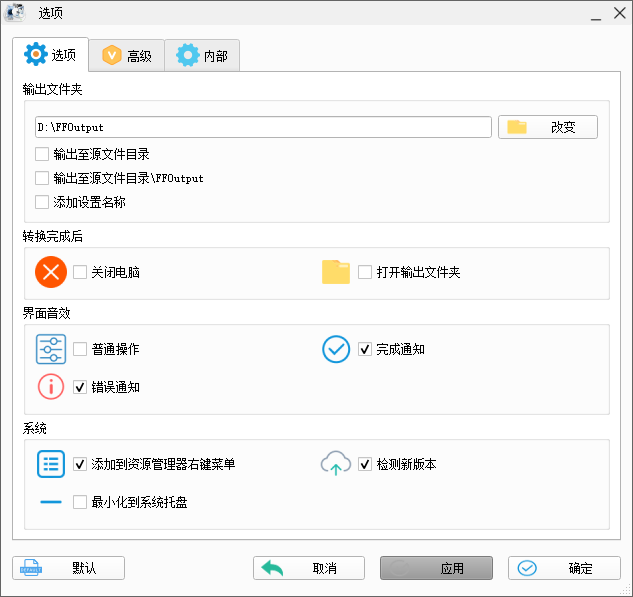 选项
选项 高级 内部
输出文件夹
D:\FFOutput 改变
输出至源文件目录
输出至源文件目录\FFOutput
添加设置名称
转换完成后
关闭电脑 打开输出文件夹
界面音效
普通操作 完成通知
错误通知
系统
添加到资源管理器右键菜单 检测新版本
最小化到系统托盘
DEFAULT 默认 取消 应用 确定